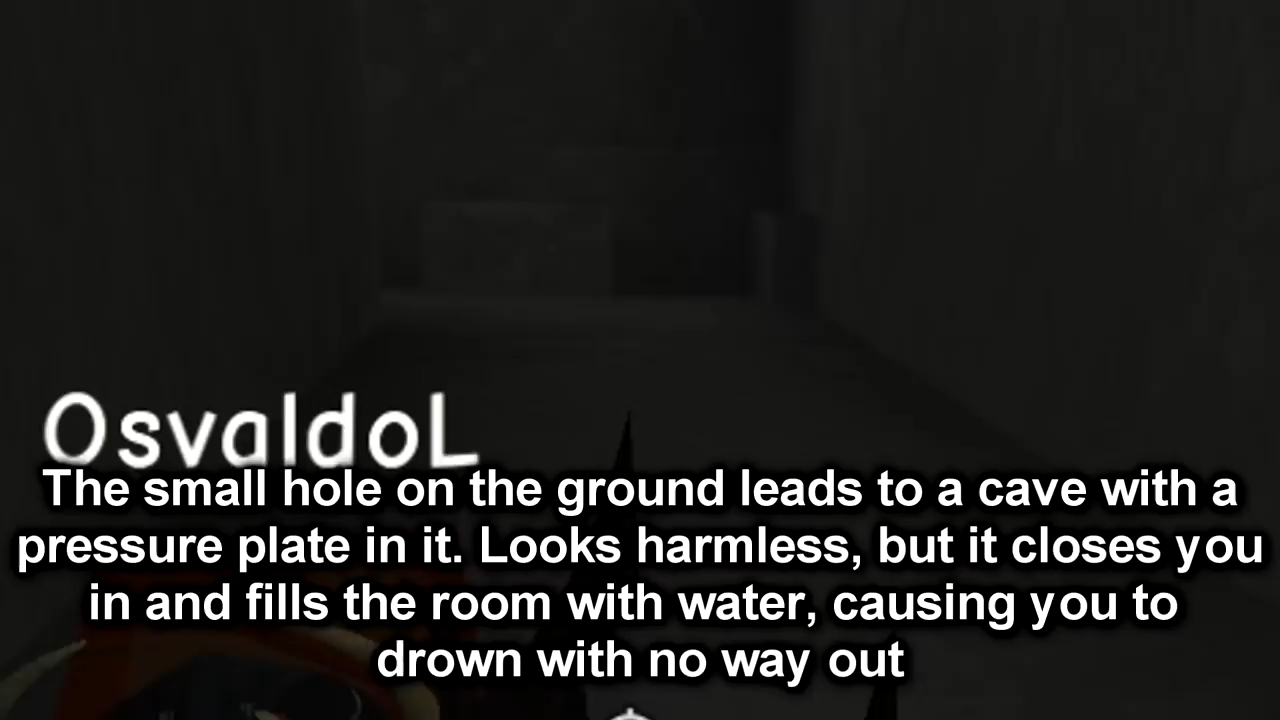 OsvaldoL
The small hole on the ground leads to a cave with a
pressure plate in it. Looks harmless, but it closes you
in and fills the room with water, causing you to
drown with no way out